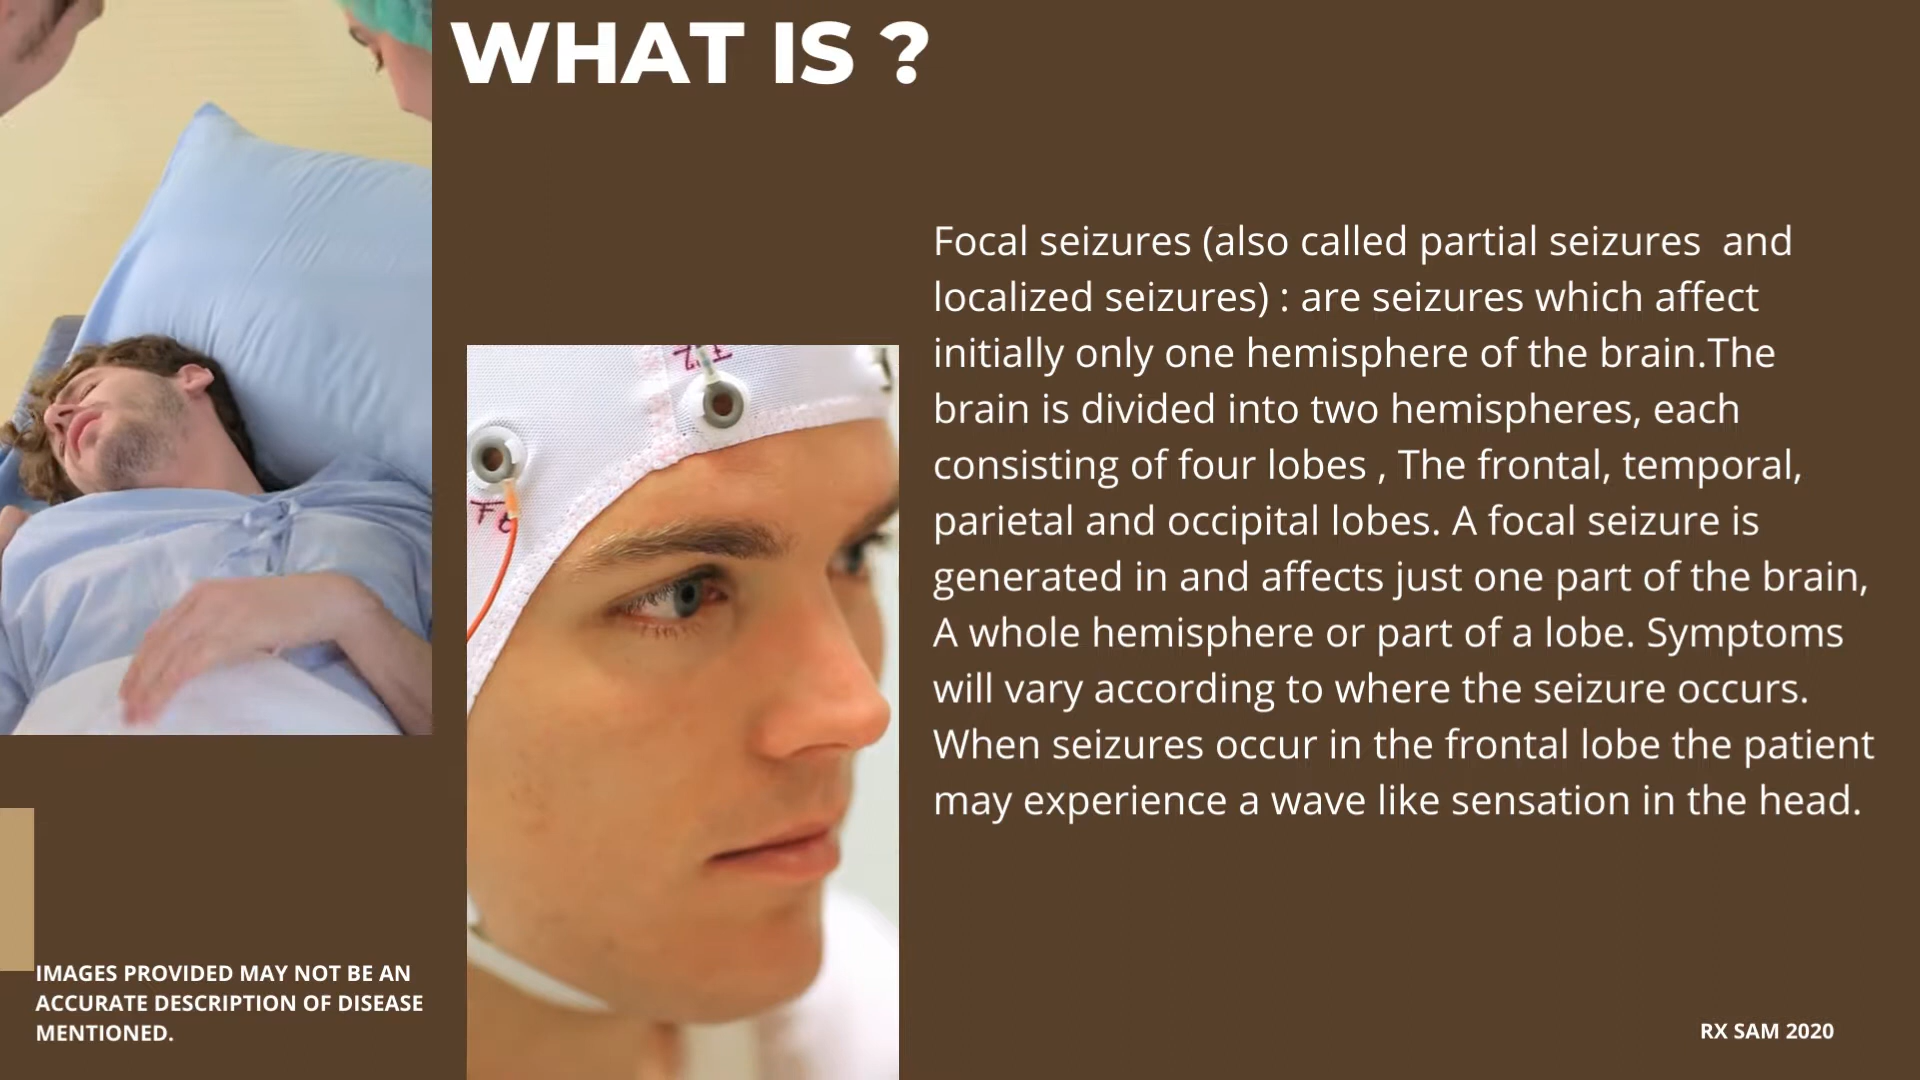 WHAT IS ?
Focal seizures (also called partial seizures  and
localized seizures) : are seizures which affect
initially only one hemisphere of the brain.The
brain is divided into two hemispheres, each
consisting of four lobes , The frontal, temporal,
parietal and occipital lobes. A focal seizure is
generated in and affects just one part of the brain,
A whole hemisphere or part of a lobe. Symptoms
will vary according to where the seizure occurs.
When seizures occur in the frontal lobe the patient
may experience a wave like sensation in the head.
IMAGES PROVIDED MAY NOT BE AN
ACCURATE DESCRIPTION OF DISEASE
MENTIONED.
RX SAM 2020